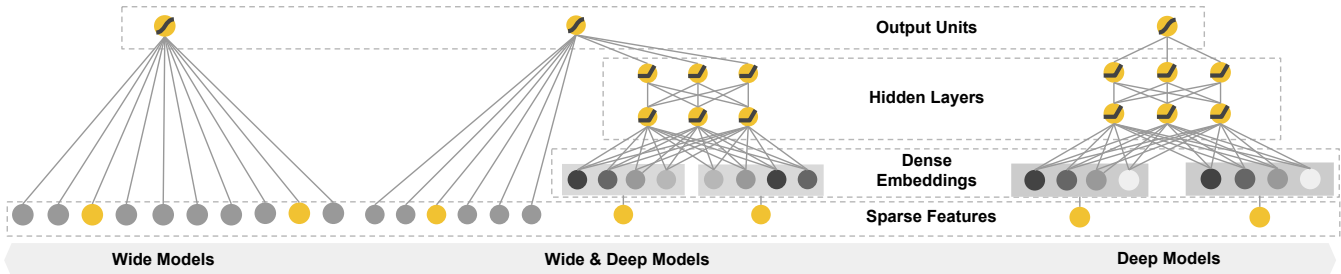 Output Units
Hidden Layers
Dense
Embeddings
Sparse Features
Wide Models
Wide & Deep Models
Deep Models